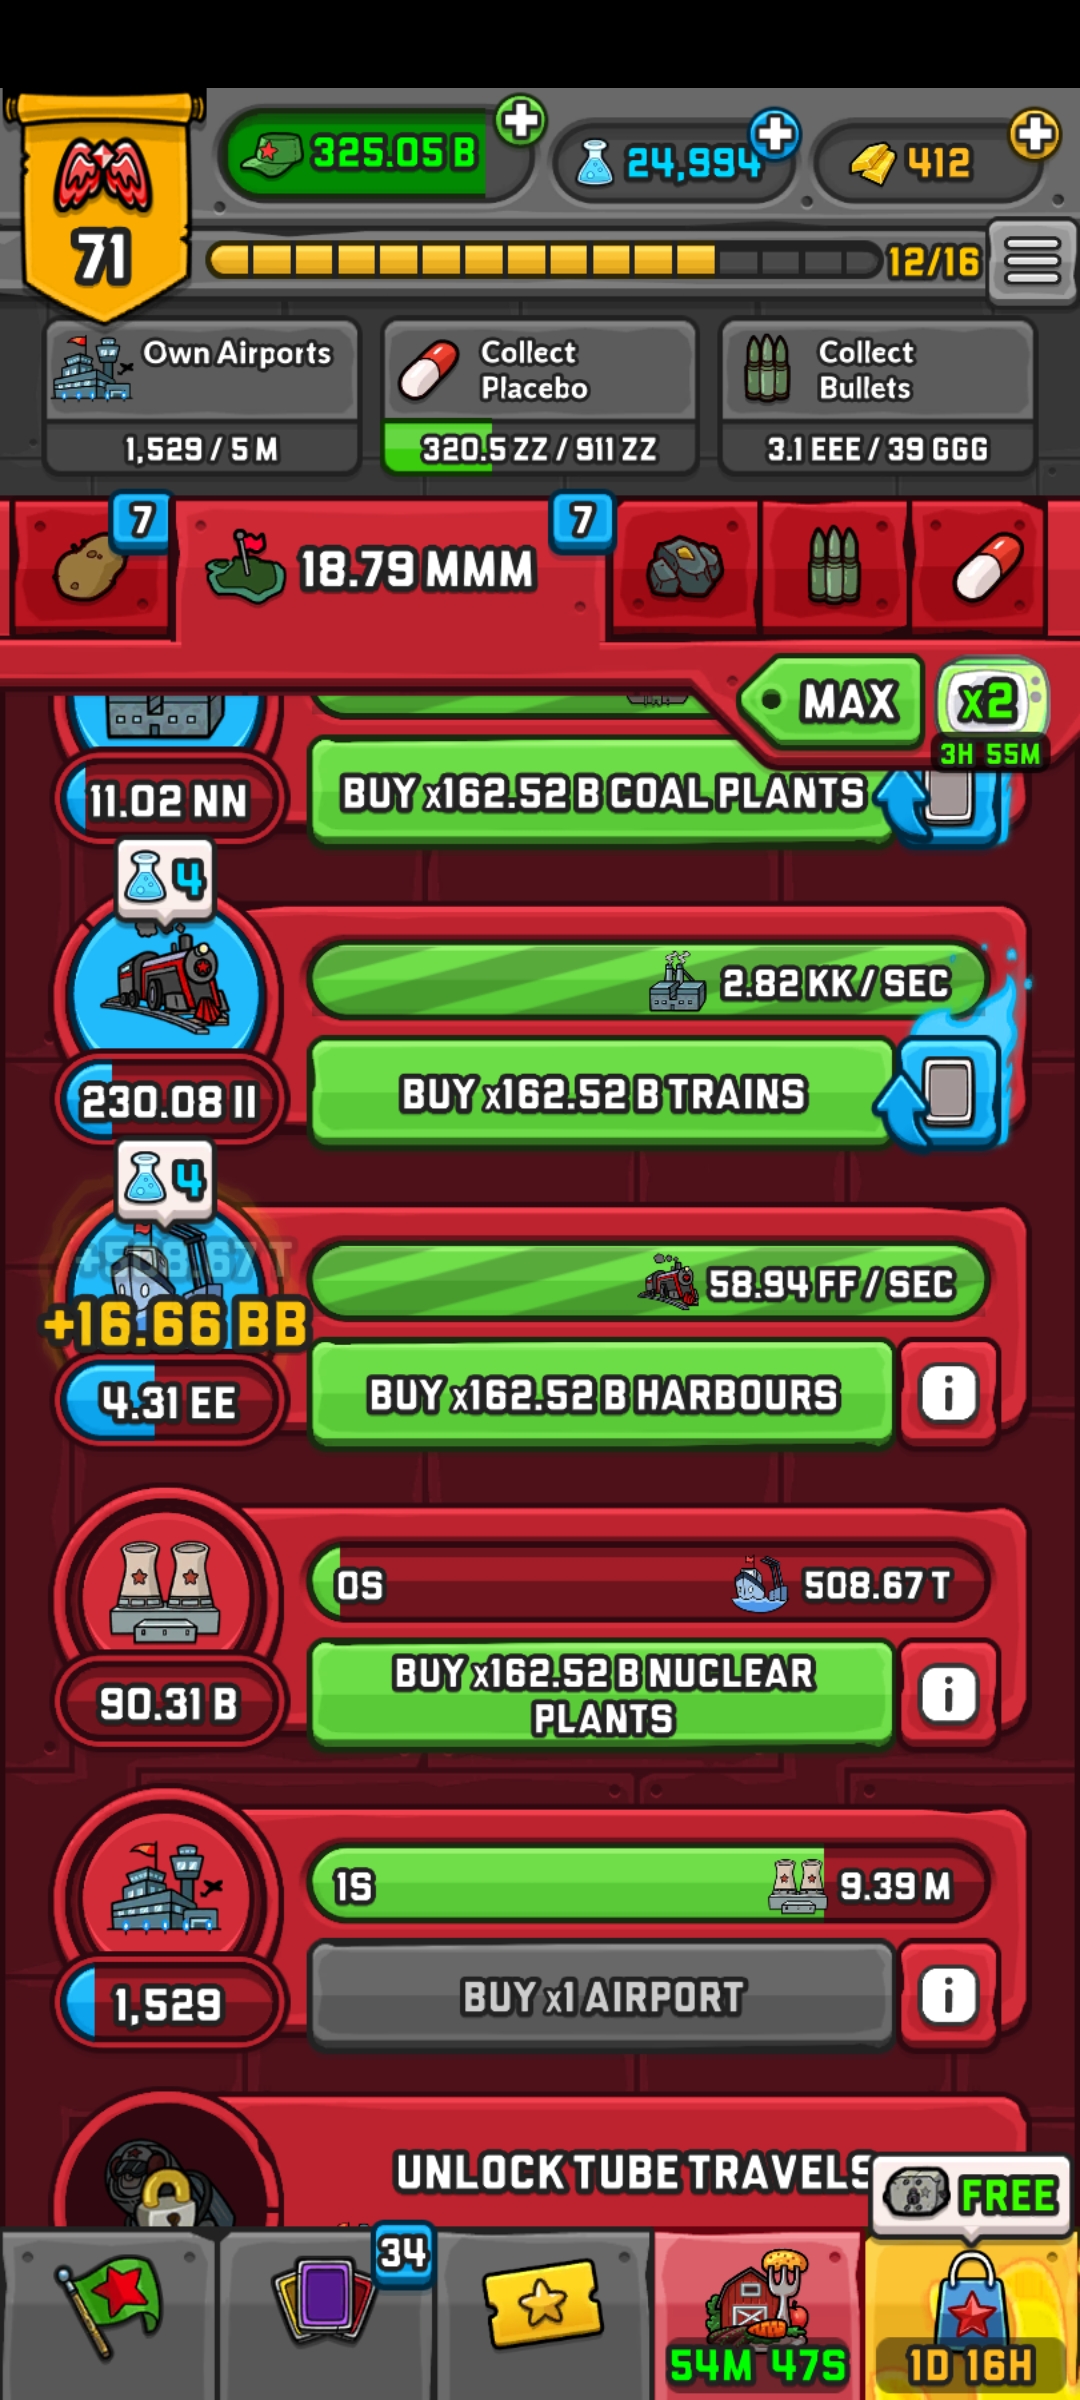 325.05 B
24,994
412
71
12/16
Own Airports
1,529 / 5 M
Collect
Placebo
320.5 ZZ / 911 ZZ
Collect
Bullets
3.1 EEE / 39 GGG
7
18.79 MMM
7
MAX
x2
3H 55M
11.02 NN
BUY x162.52 B COAL PLANTS
4
2.82 KK / SEC
230.08 II
BUY x162.52 B TRAINS
4
+508.67 T
58.94 FF / SEC
+16.66 BB
4.31 EE
BUY x162.52 B HARBOURS
i
0S
508.67 T
90.31 B
BUY x162.52 B NUCLEAR
PLANTS
i
1S
9.39 M
1,529
BUY x1 AIRPORT
i
UNLOCK TUBE TRAVELS
FREE
34
54M 47S
1D 16H